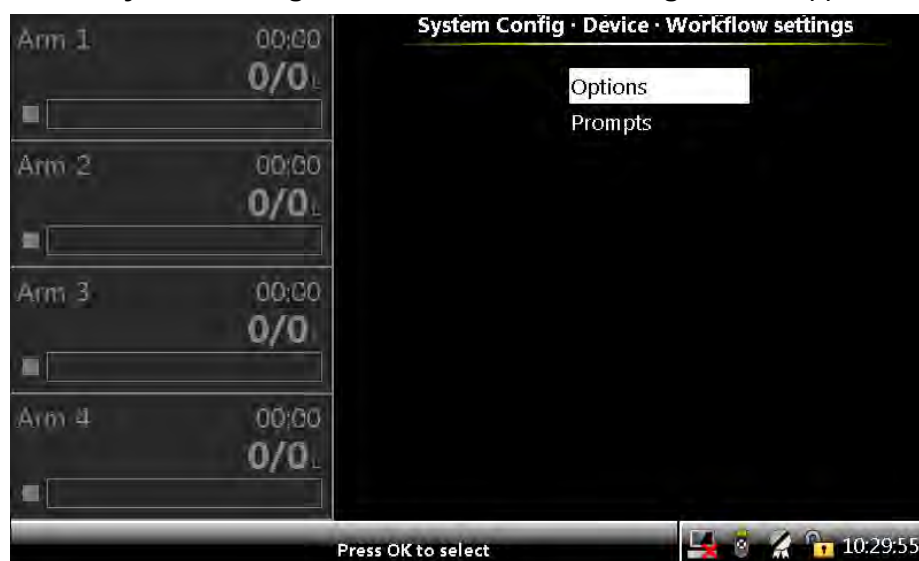 Arm 1 00:00
0/0 L
Arm 2 00:00
0/0 L
Arm 3 00:00
0/0
Arm 4 00:00
0/0 L
System Config · Device · Workflow settings
Options
Prompts
Press OK to select
10:29:55